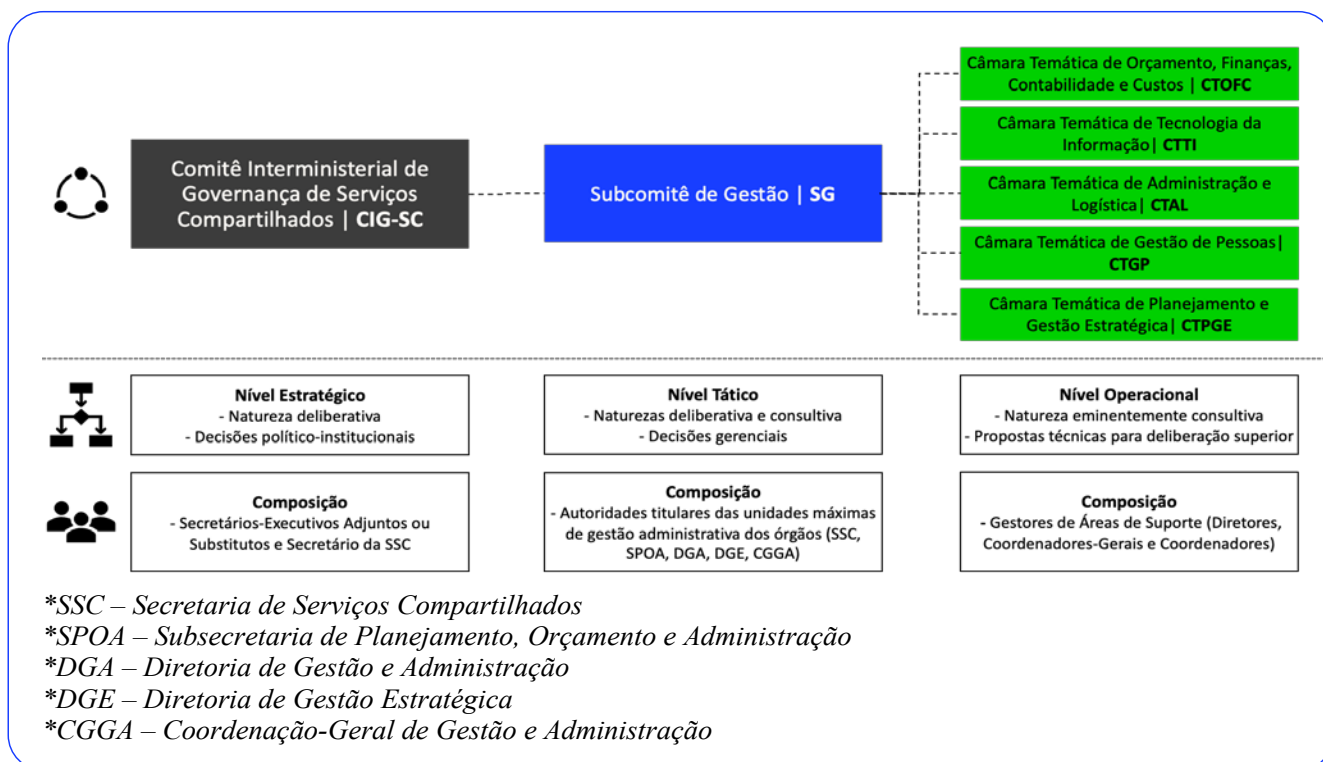 Comitê Interministerial de
Governança de Serviços
Compartilhados | CIG-SC
Subcomitê de Gestão | SG
Câmara Temática de Orçamento, Finanças,
Contabilidade e Custos | CTOFC
Câmara Temática de Tecnologia da
Informação| CTTI
Câmara Temática de Administração e
Logística| CTAL
Câmara Temática de Gestão de Pessoas|
CTGP
Câmara Temática de Planejamento e
Gestão Estratégica| CTPGE
Nível Estratégico
- Natureza deliberativa
- Decisões político-institucionais
Nível Tático
- Naturezas deliberativa e consultiva
- Decisões gerenciais
Nível Operacional
- Natureza eminentemente consultiva
- Propostas técnicas para deliberação superior
Composição
- Secretários-Executivos Adjuntos ou
Substitutos e Secretário da SSC
Composição
- Autoridades titulares das unidades máximas
de gestão administrativa dos órgãos (SSC,
SPOA, DGA, DGE, CGGA)
Composição
- Gestores de Áreas de Suporte (Diretores,
Coordenadores-Gerais e Coordenadores)
*SSC – Secretaria de Serviços Compartilhados
*SPOA – Subsecretaria de Planejamento, Orçamento e Administração
*DGA – Diretoria de Gestão e Administração
*DGE – Diretoria de Gestão Estratégica
*CGGA – Coordenação-Geral de Gestão e Administração